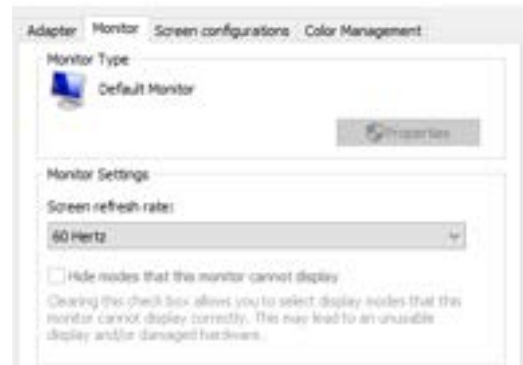 Adapter Monitor Screen configurations Color Management
Monitor Type
Default Monitor
Properties
Monitor Settings
Screen refresh rate:
60 Hertz
Hide modes that this monitor cannot display
Clearing this check box allows you to select display modes that this
monitor cannot display correctly. This may lead to an unusable
display and/or damaged hardware.